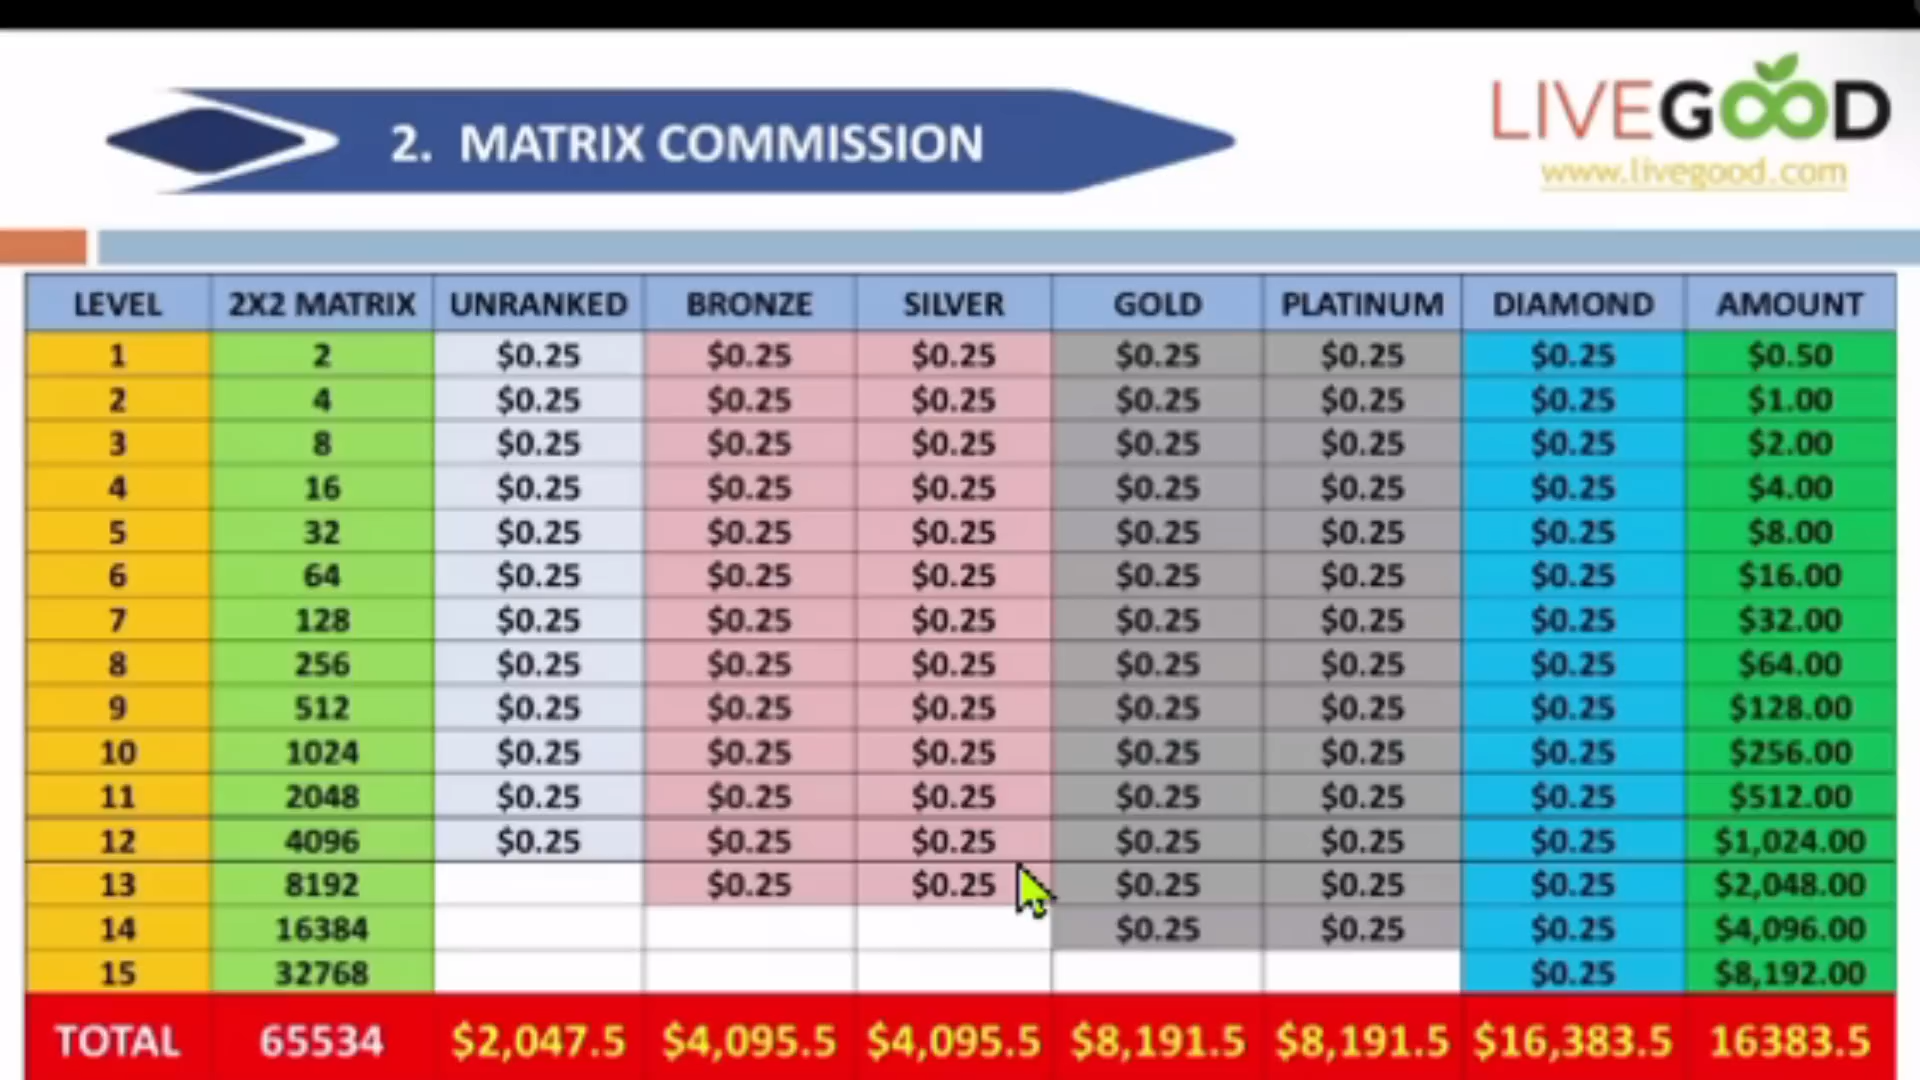 2. MATRIX COMMISSION
LIVEGOOD
www.livegood.com
LEVEL 2X2 MATRIX UNRANKED BRONZE SILVER GOLD PLATINUM DIAMOND AMOUNT
1 2 $0.25 $0.25 $0.25 $0.25 $0.25 $0.25 $0.50
2 4 $0.25 $0.25 $0.25 $0.25 $0.25 $0.25 $1.00
3 8 $0.25 $0.25 $0.25 $0.25 $0.25 $0.25 $2.00
4 16 $0.25 $0.25 $0.25 $0.25 $0.25 $0.25 $4.00
5 32 $0.25 $0.25 $0.25 $0.25 $0.25 $0.25 $8.00
6 64 $0.25 $0.25 $0.25 $0.25 $0.25 $0.25 $16.00
7 128 $0.25 $0.25 $0.25 $0.25 $0.25 $0.25 $32.00
8 256 $0.25 $0.25 $0.25 $0.25 $0.25 $0.25 $64.00
9 512 $0.25 $0.25 $0.25 $0.25 $0.25 $0.25 $128.00
10 1024 $0.25 $0.25 $0.25 $0.25 $0.25 $0.25 $256.00
11 2048 $0.25 $0.25 $0.25 $0.25 $0.25 $0.25 $512.00
12 4096 $0.25 $0.25 $0.25 $0.25 $0.25 $0.25 $1,024.00
13 8192 $0.25 $0.25 $0.25 $0.25 $0.25 $2,048.00
14 16384 $0.25 $0.25 $0.25 $4,096.00
15 32768 $0.25 $8,192.00
TOTAL 65534 $2,047.5 $4,095.5 $4,095.5 $8,191.5 $8,191.5 $16,383.5 16383.5